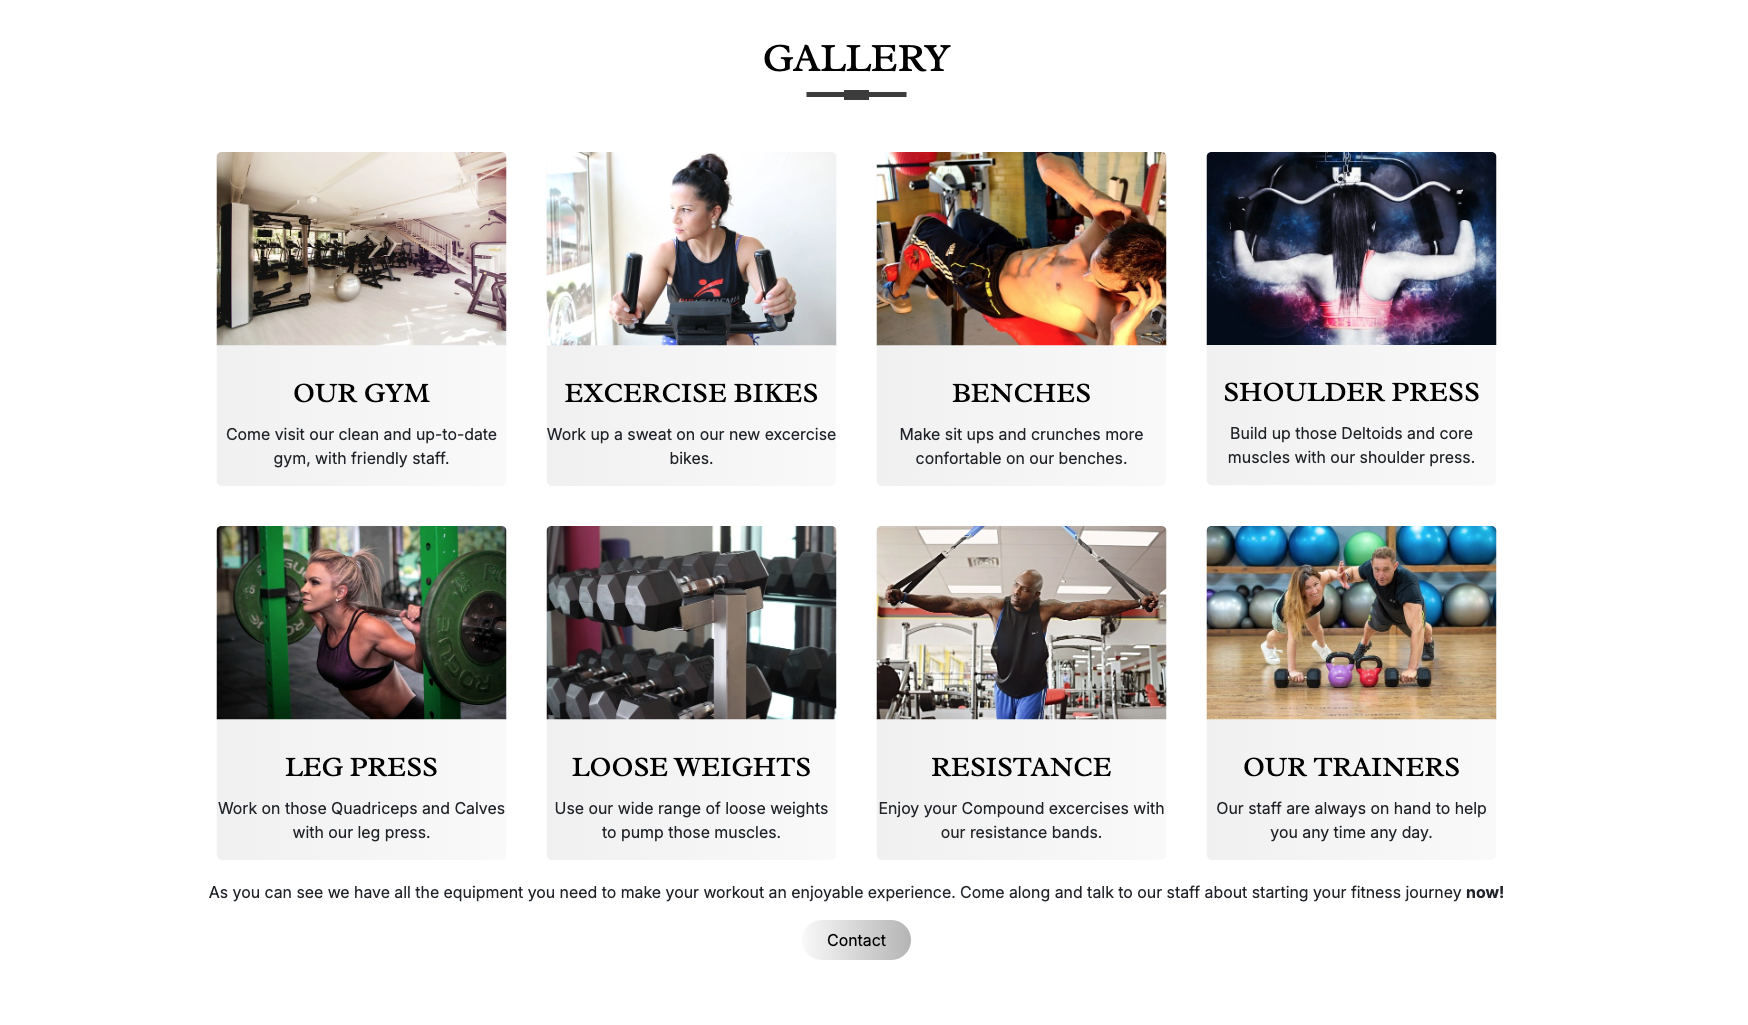 GALLERY
OUR GYM
Come visit our clean and up-to-date
gym, with friendly staff.
EXCERCISE BIKES
Work up a sweat on our new excercise
bikes.
BENCHES
Make sit ups and crunches more
confortable on our benches.
SHOULDER PRESS
Build up those Deltoids and core
muscles with our shoulder press.
LEG PRESS
Work on those Quadriceps and Calves
with our leg press.
LOOSE WEIGHTS
Use our wide range of loose weights
to pump those muscles.
RESISTANCE
Enjoy your Compound excercises with
our resistance bands.
OUR TRAINERS
Our staff are always on hand to help
you any time any day.
As you can see we have all the equipment you need to make your workout an enjoyable experience. Come along and talk to our staff about starting your fitness journey now!
Contact